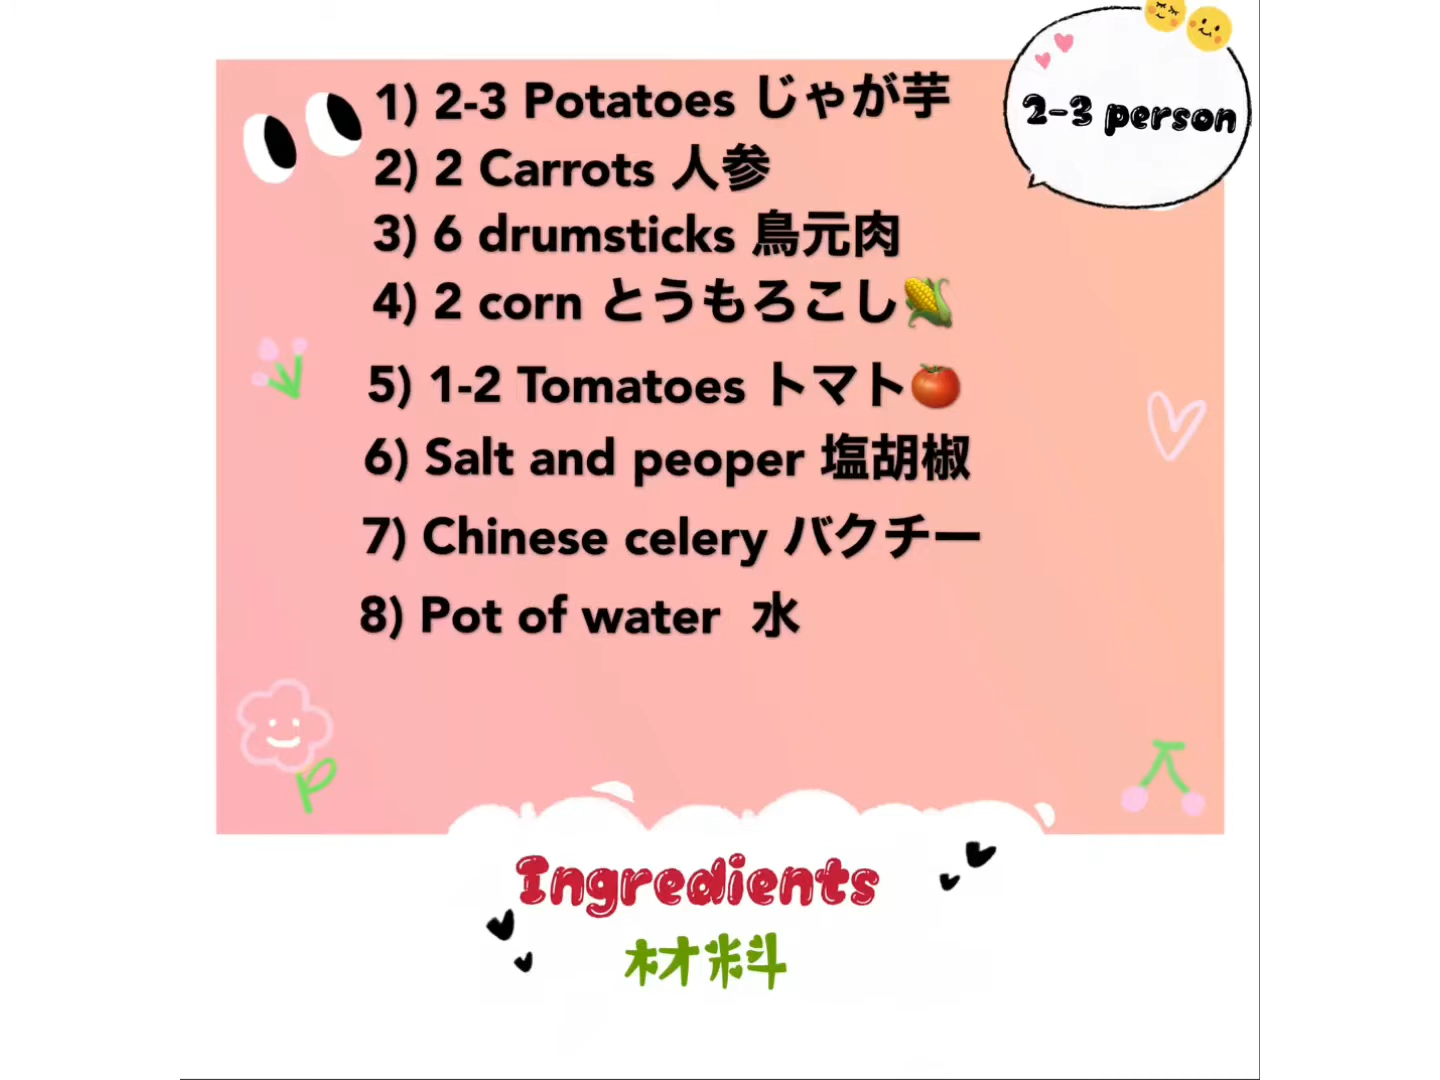 2-3 person
1) 2-3 Potatoes じゃが芋
2) 2 Carrots 人参
3) 6 drumsticks 鳥元肉
4) 2 corn とうもろこし🌽
5) 1-2 Tomatoes トマト🍅
6) Salt and peoper 塩胡椒
7) Chinese celery バクチー
8) Pot of water 水
Ingredients
材料